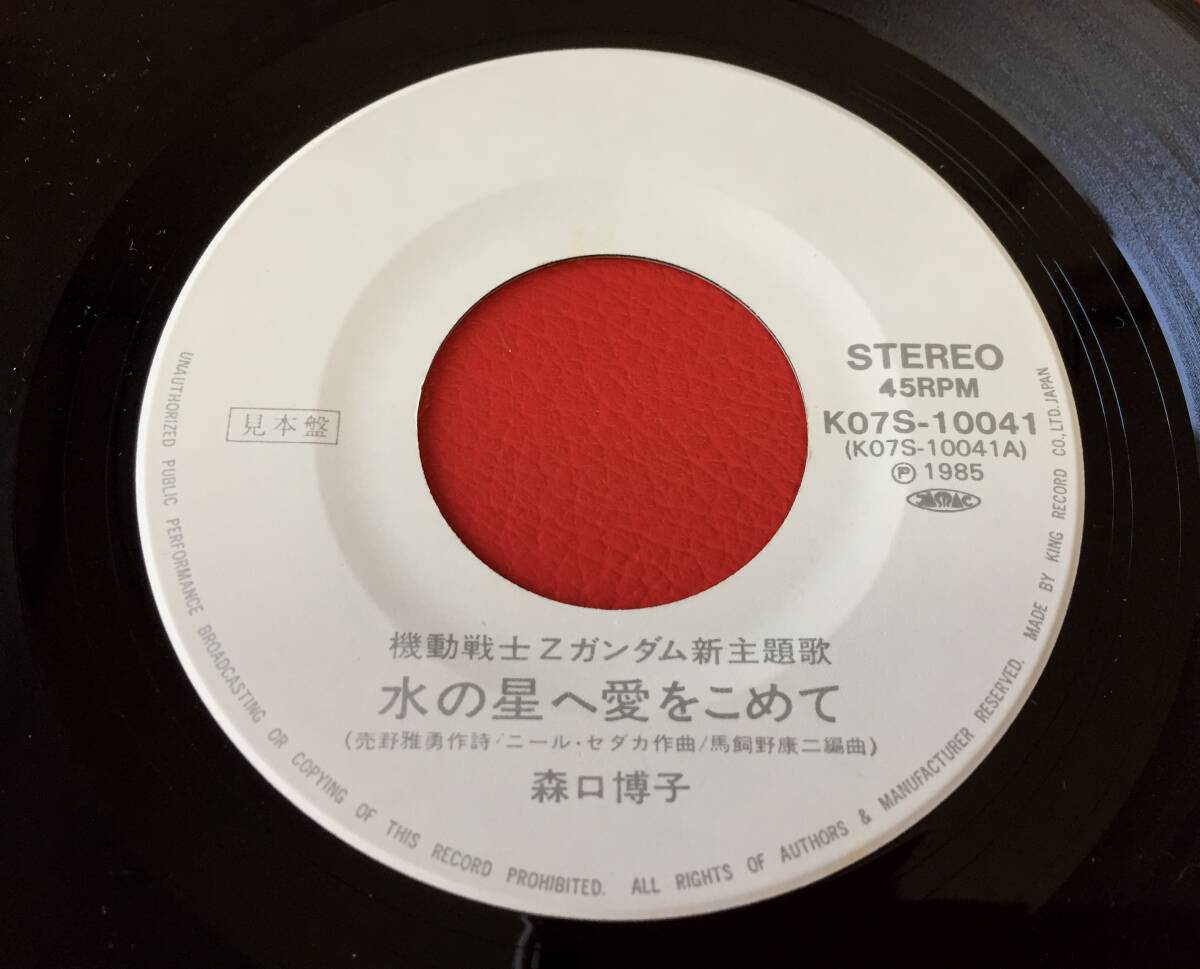 STEREO
45RPM
K07S-10041
(K07S-10041A)
Ⓟ 1985
JASRAC
見本盤
機動戦士Zガンダム新主題歌
水の星へ愛をこめて
(売野雅勇作詩/ニール・セダカ作曲/馬飼野康二編曲)
森口博子
UNAUTHORIZED PUBLIC PERFORMANCE BROADCASTING OR COPYING OF THIS RECORD PROHIBITED. ALL RIGHTS OF AUTHORS & MANUFACTURER RESERVED. MADE BY KING RECORD CO.,LTD.JAPAN